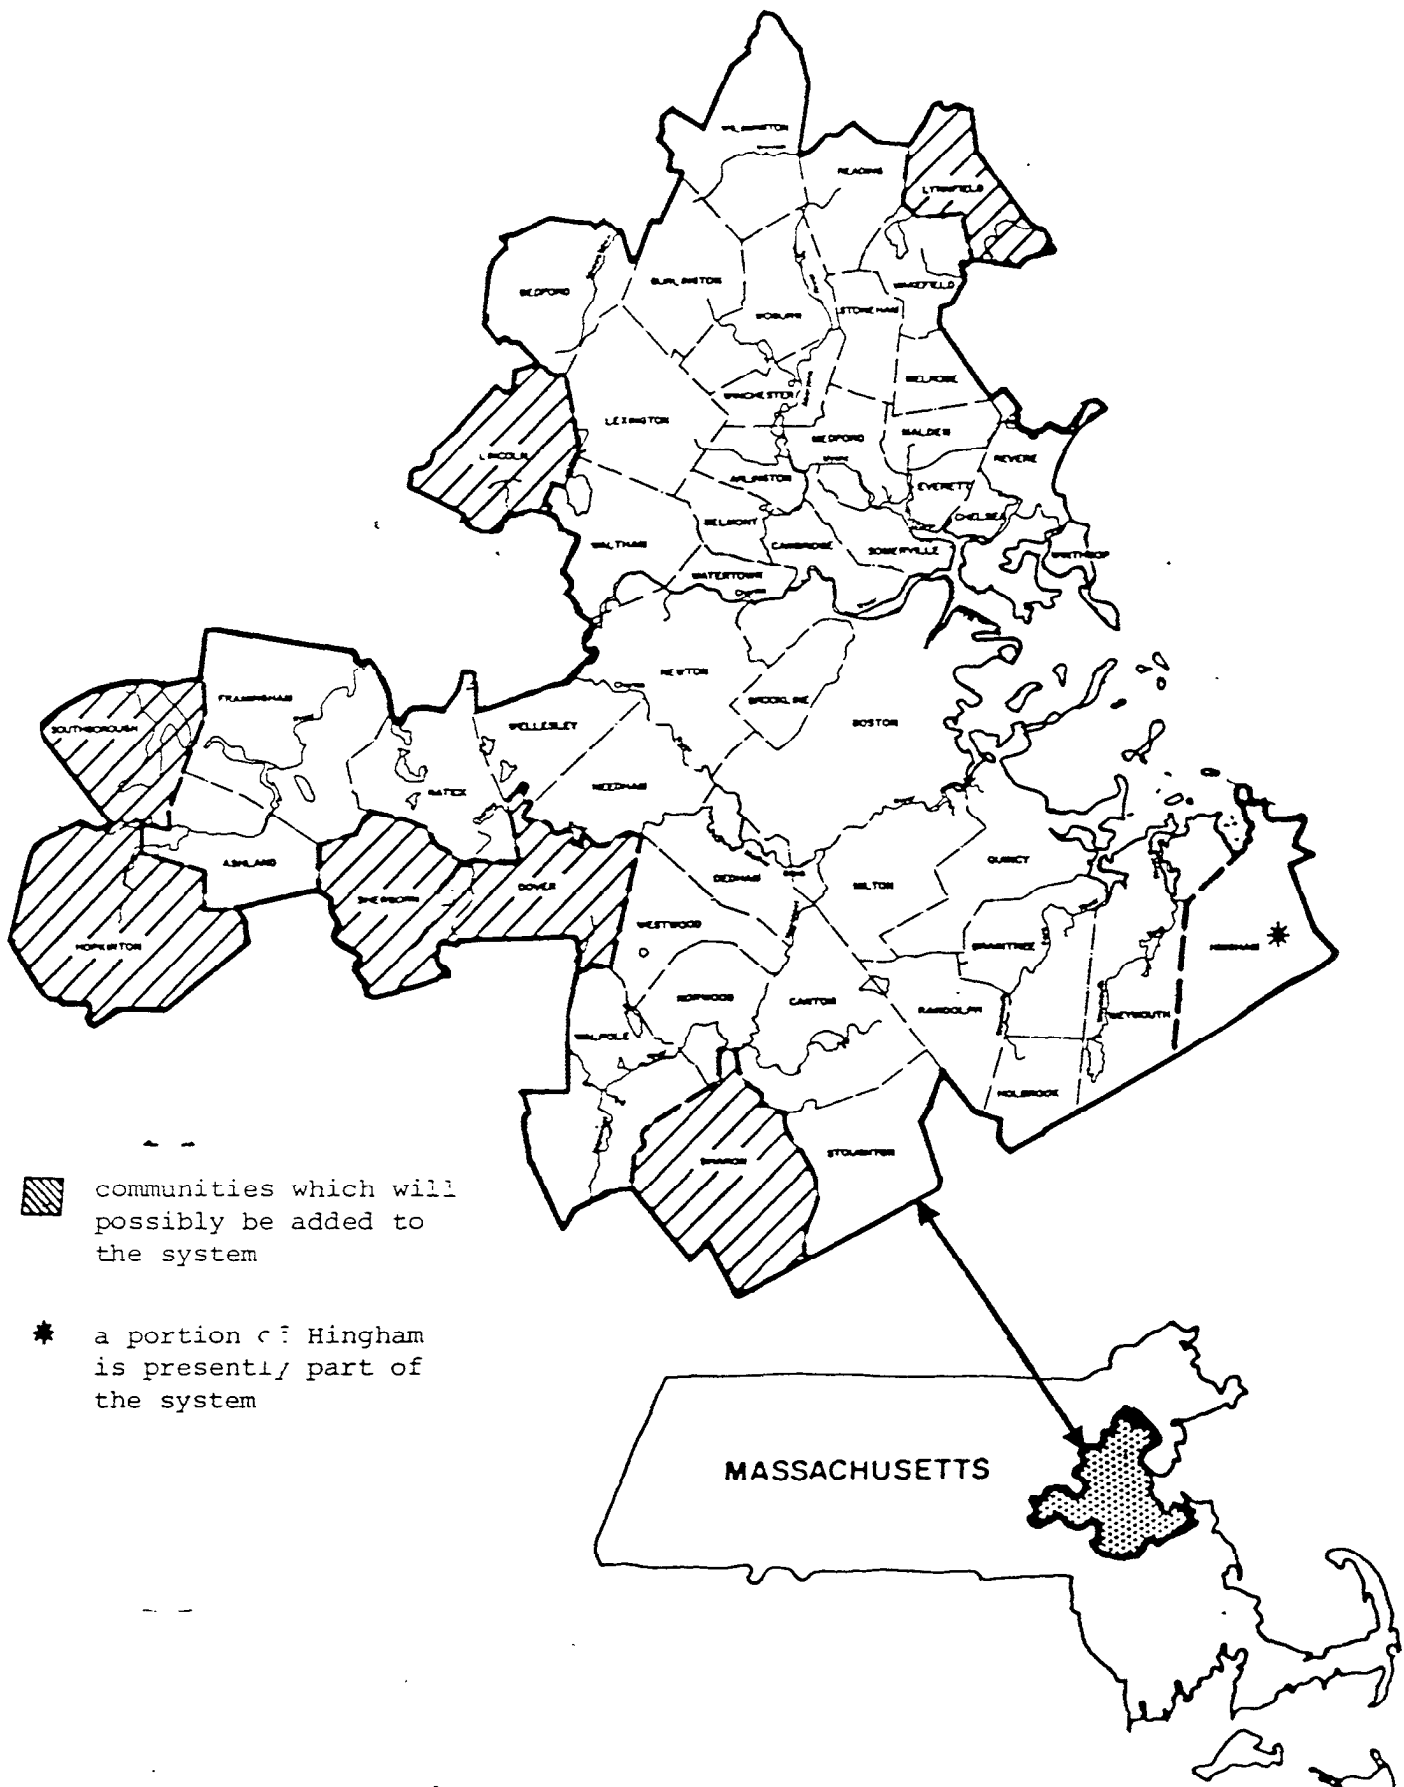 WILMINGTON
READING
LYNNFIELD
BURLINGTON
BEDFORD
WAKEFIELD
WOBURN
STONEHAM
MELROSE
WINCHESTER
LEXINGTON
MALDEN
MEDFORD
LINCOLN
REVERE
ARLINGTON
EVERETT
CHELSEA
BELMONT
WALTHAM
CAMBRIDGE
SOMERVILLE
WINTHROP
WATERTOWN
NEWTON
FRAMINGHAM
BROOKLINE
SOUTHBOROUGH
WELLESLEY
BOSTON
NATICK
NEEDHAM
ASHLAND
QUINCY
DEDHAM
MILTON
DOVER
SHERBORN
WESTWOOD
HOPKINTON
BRAINTREE
HINGHAM
NORWOOD
CANTON
RANDOLPH
WEYMOUTH
WALPOLE
HOLBROOK
SHARON
STOUGHTON
communities which will
possibly be added to
the system
a portion of Hingham
is presently part of
the system
MASSACHUSETTS